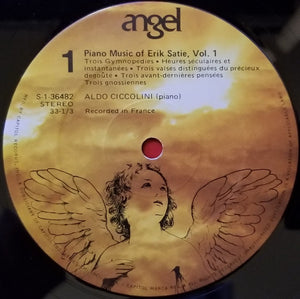 angel
1
Piano Music of Erik Satie, Vol. 1
Trois Gymnopédies • Heures séculaires et
instantanées • Trois valses distinguées du précieux
dégoûté • Trois avant-dernières pensées
Trois gnossiennes
S-1-36482
STEREO
33-1/3
ALDO CICCOLINI (piano)
Recorded in France